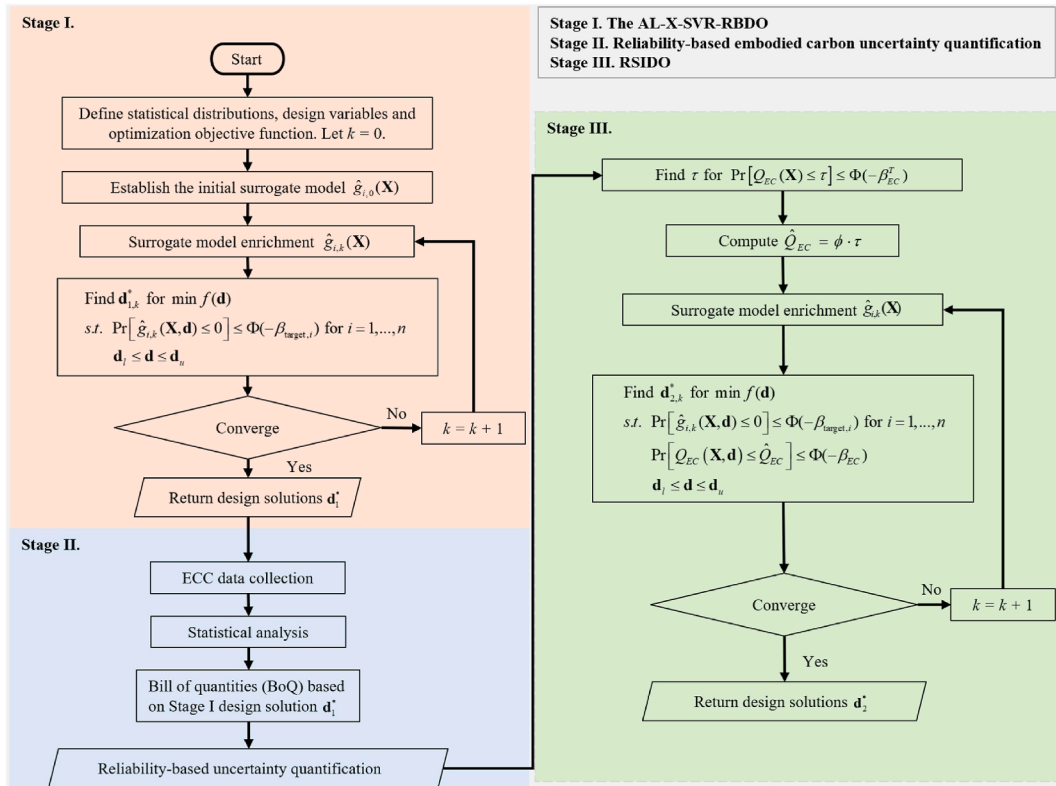 Stage I.
Start
Define statistical distributions, design variables and
optimization objective function. Let k = 0.
Establish the initial surrogate model ĝ_{i,0}(X)
Surrogate model enrichment ĝ_{i,k}(X)
Find d*_{1,k} for min f(d)
s.t. Pr[ĝ_{i,k}(X,d) ≤ 0] ≤ Φ(−β_{target,i}) for i = 1,...,n
d_l ≤ d ≤ d_u
Converge
No
k = k + 1
Yes
Return design solutions d*_1
Stage II.
ECC data collection
Statistical analysis
Bill of quantities (BoQ) based
on Stage I design solution d*_1
Reliability-based uncertainty quantification
Stage I. The AL-X-SVR-RBDO
Stage II. Reliability-based embodied carbon uncertainty quantification
Stage III. RSIDO
Stage III.
Find τ for Pr[Q_{EC}(X) ≤ τ] ≤ Φ(−β^T_{EC})
Compute Q̂_{EC} = ϕ · τ
Surrogate model enrichment ĝ_{i,k}(X)
Find d*_{2,k} for min f(d)
s.t. Pr[ĝ_{i,k}(X,d) ≤ 0] ≤ Φ(−β_{target,i}) for i = 1,...,n
Pr[Q_{EC}(X,d) ≤ Q̂_{EC}] ≤ Φ(−β_{EC})
d_l ≤ d ≤ d_u
Converge
No
k = k + 1
Yes
Return design solutions d*_2